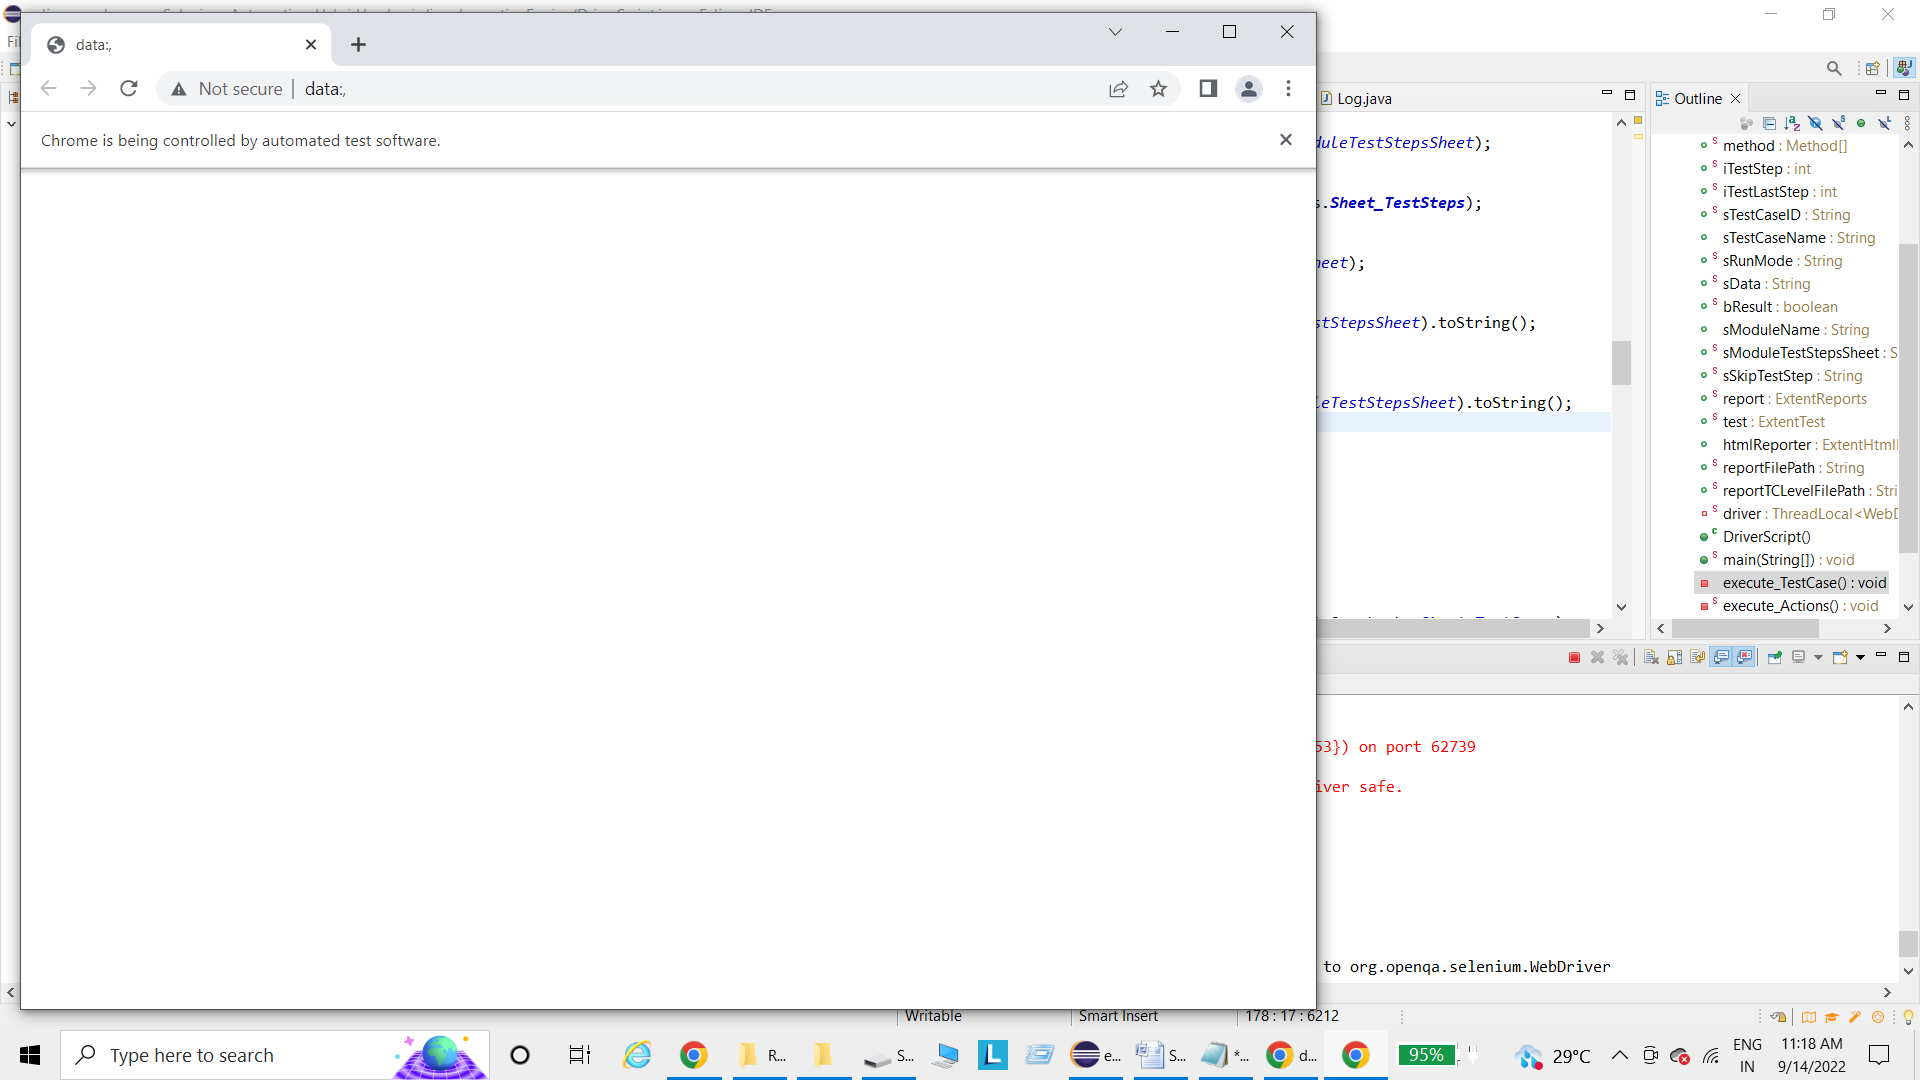 data:,
Not secure | data:,
Chrome is being controlled by automated test software.
Fil
Log.java
Outline
duleTestStepsSheet);
s.Sheet_TestSteps);
heet);
stStepsSheet).toString();
leTestStepsSheet).toString();
method : Method[]
iTestStep : int
iTestLastStep : int
sTestCaseID : String
sTestCaseName : String
sRunMode : String
sData : String
bResult : boolean
sModuleName : String
sModuleTestStepsSheet : S
sSkipTestStep : String
report : ExtentReports
test : ExtentTest
htmlReporter : ExtentHtml
reportFilePath : String
reportTCLevelFilePath : Stri
driver : ThreadLocal<WebD
DriverScript()
main(String[]) : void
execute_TestCase() : void
execute_Actions() : void
53}) on port 62739
iver safe.
to org.openqa.selenium.WebDriver
Writable
Smart Insert
178 : 17 : 6212
Type here to search
R...
S...
e...
S...
*...
d...
95%
29°C
ENG
IN
11:18 AM
9/14/2022